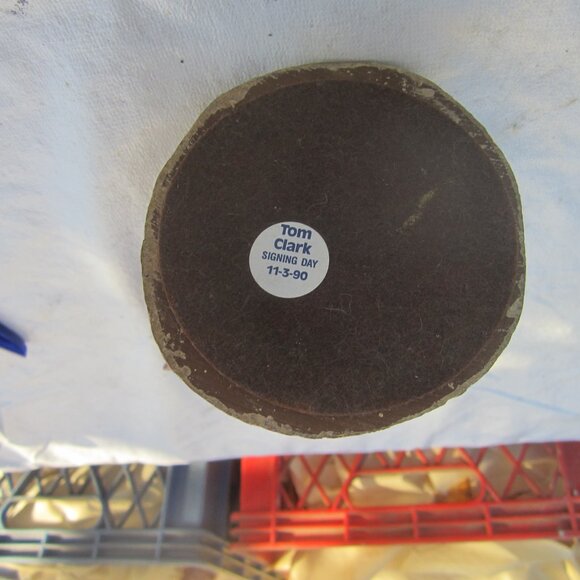 Tom
Clark
SIGNING DAY
11-3-90